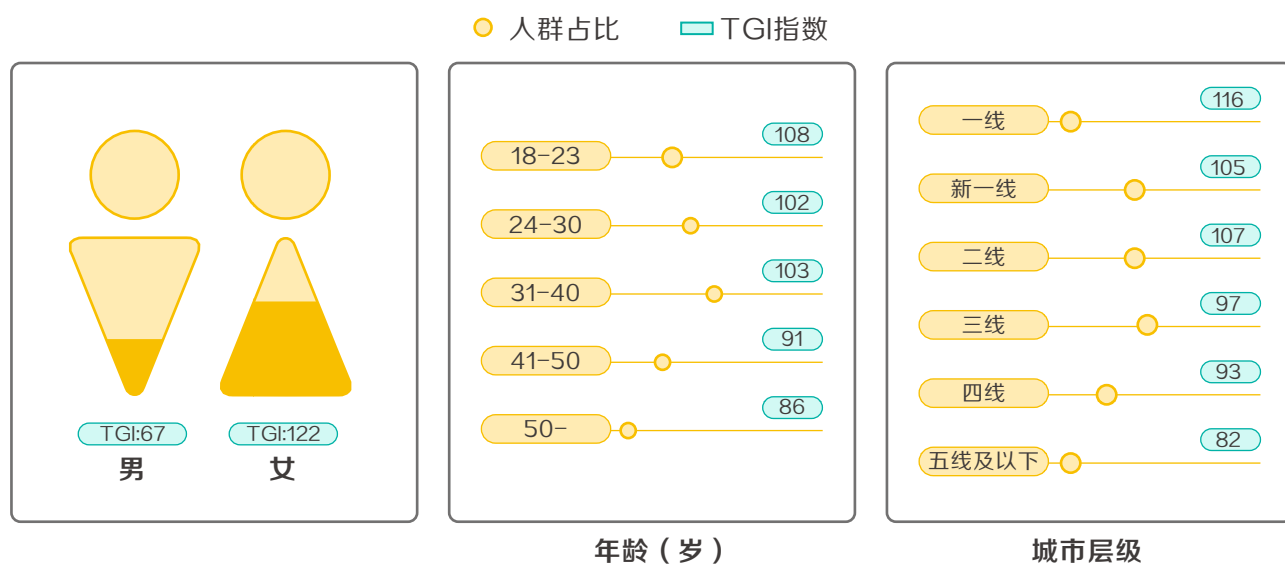 人群占比
TGI指数
TGI:67
TGI:122
男
女
108
18-23
102
24-30
103
31-40
91
41-50
86
50-
年龄（岁）
116
一线
105
新一线
107
二线
97
三线
93
四线
82
五线及以下
城市层级